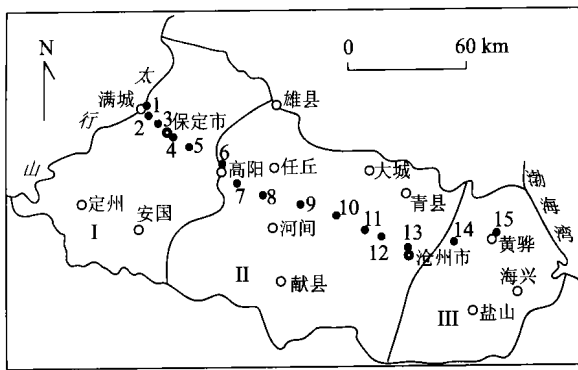 N
0 60 km
太
行
山
满城
1
2
3
保定市
4
5
雄县
6
高阳
任丘
大城
青县
渤
海
湾
7
8
9
10
11
12
13
14
15
定州
安国
河间
沧州市
黄骅
海兴
献县
盐山
I
II
III